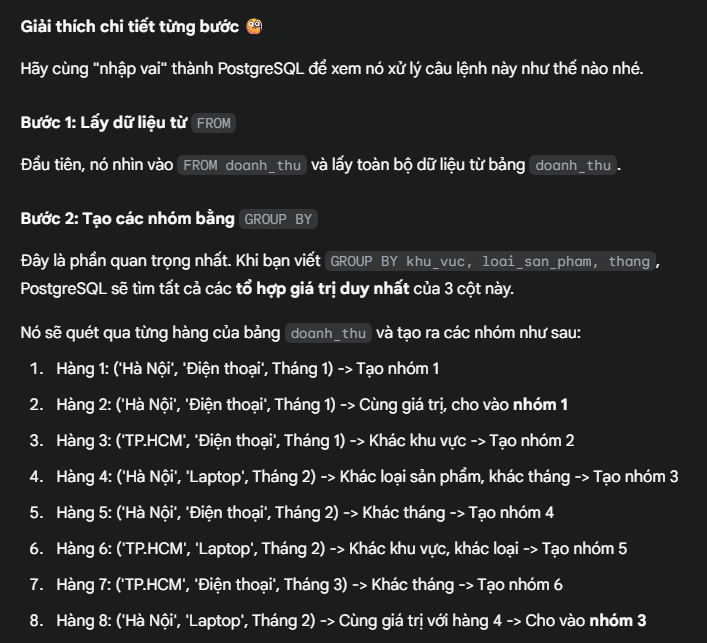 Giải thích chi tiết từng bước 🧐
Hãy cùng "nhập vai" thành PostgreSQL để xem nó xử lý câu lệnh này như thế nào nhé.
Bước 1: Lấy dữ liệu từ FROM
Đầu tiên, nó nhìn vào FROM doanh_thu và lấy toàn bộ dữ liệu từ bảng doanh_thu.
Bước 2: Tạo các nhóm bằng GROUP BY
Đây là phần quan trọng nhất. Khi bạn viết GROUP BY khu_vuc, loai_san_pham, thang,
PostgreSQL sẽ tìm tất cả các tổ hợp giá trị duy nhất của 3 cột này.
Nó sẽ quét qua từng hàng của bảng doanh_thu và tạo ra các nhóm như sau:
1. Hàng 1: ('Hà Nội', 'Điện thoại', Tháng 1) -> Tạo nhóm 1
2. Hàng 2: ('Hà Nội', 'Điện thoại', Tháng 1) -> Cùng giá trị, cho vào nhóm 1
3. Hàng 3: ('TP.HCM', 'Điện thoại', Tháng 1) -> Khác khu vực -> Tạo nhóm 2
4. Hàng 4: ('Hà Nội', 'Laptop', Tháng 2) -> Khác loại sản phẩm, khác tháng -> Tạo nhóm 3
5. Hàng 5: ('Hà Nội', 'Điện thoại', Tháng 2) -> Khác tháng -> Tạo nhóm 4
6. Hàng 6: ('TP.HCM', 'Laptop', Tháng 2) -> Khác khu vực, khác loại -> Tạo nhóm 5
7. Hàng 7: ('TP.HCM', 'Điện thoại', Tháng 3) -> Khác tháng -> Tạo nhóm 6
8. Hàng 8: ('Hà Nội', 'Laptop', Tháng 2) -> Cùng giá trị với hàng 4 -> Cho vào nhóm 3